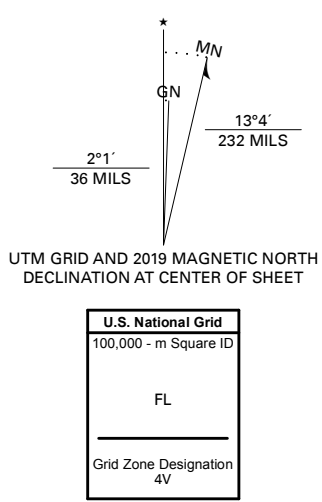 ★
MN
GN
13°4´
232 MILS
2°1´
36 MILS
UTM GRID AND 2019 MAGNETIC NORTH
DECLINATION AT CENTER OF SHEET
U.S. National Grid
100,000 - m Square ID
FL
Grid Zone Designation
4V